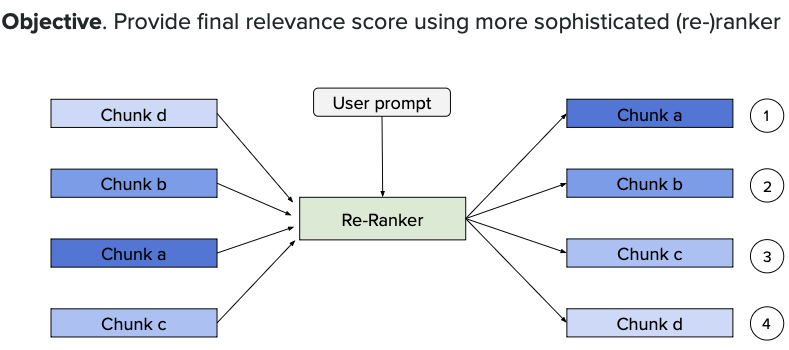 Objective. Provide final relevance score using more sophisticated (re-)ranker
User prompt
Chunk d
Chunk b
Chunk a
Chunk c
Re-Ranker
Chunk a 1
Chunk b 2
Chunk c 3
Chunk d 4